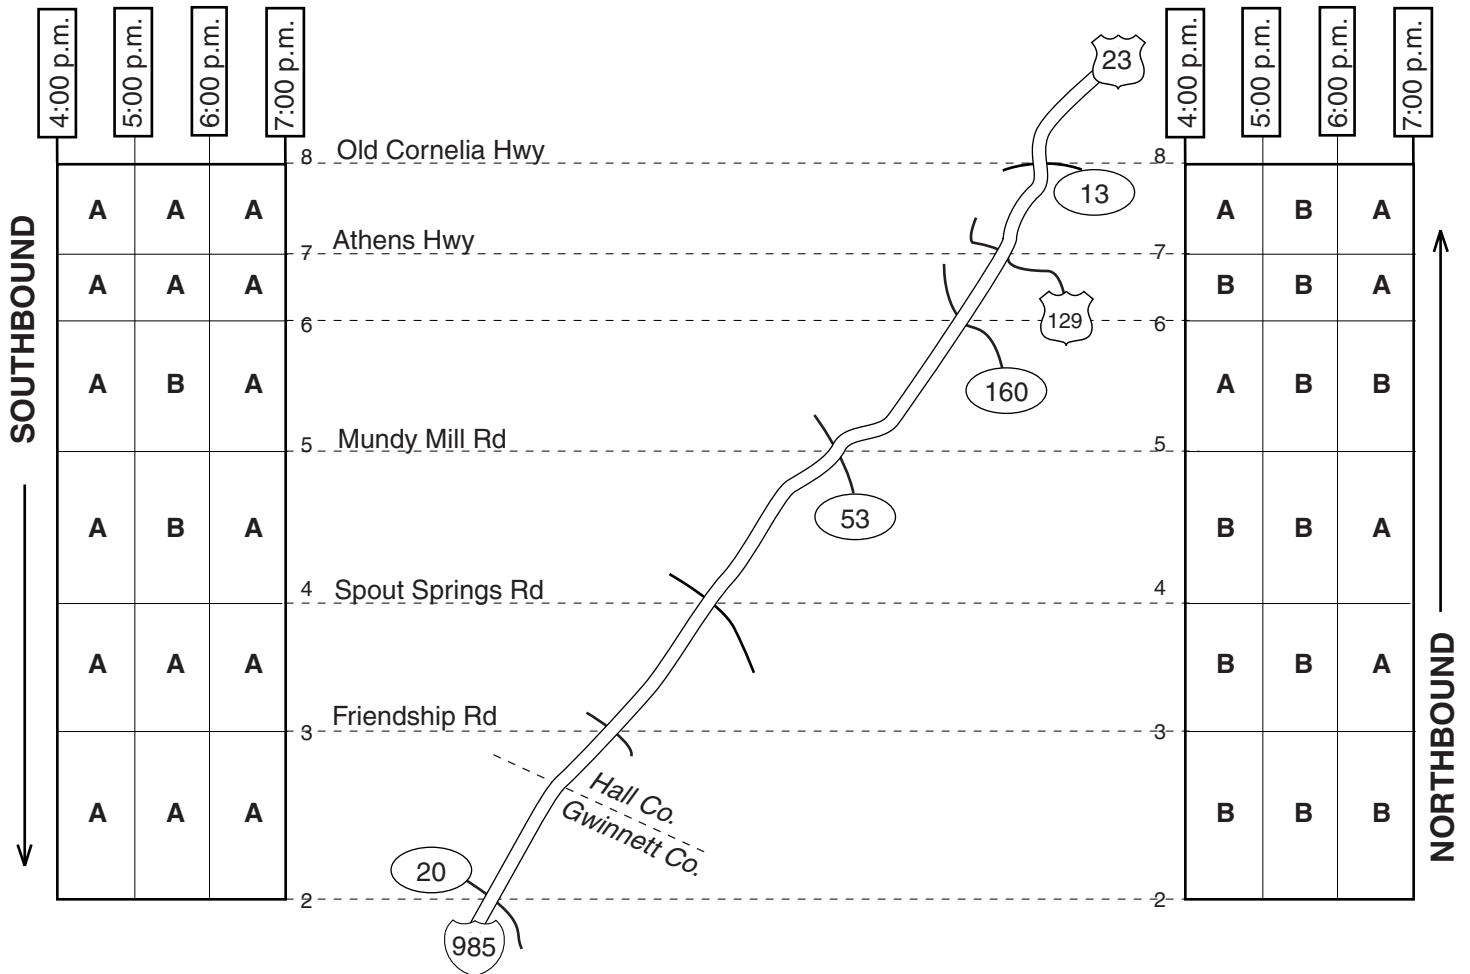 4:00 p.m. 5:00 p.m. 6:00 p.m. 7:00 p.m. 23 4:00 p.m. 5:00 p.m. 6:00 p.m. 7:00 p.m.
8 Old Cornelia Hwy 8
13
A A A A B A
7 Athens Hwy 7
A A A B B A
6 129 6
SOUTHBOUND
A B A 160 A B B
5 Mundy Mill Rd 5
53
A B A B B A
4 Spout Springs Rd 4
A A A B B A
3 Friendship Rd 3
NORTHBOUND
Hall Co.
Gwinnett Co.
A A A B B B
20
2 2
985